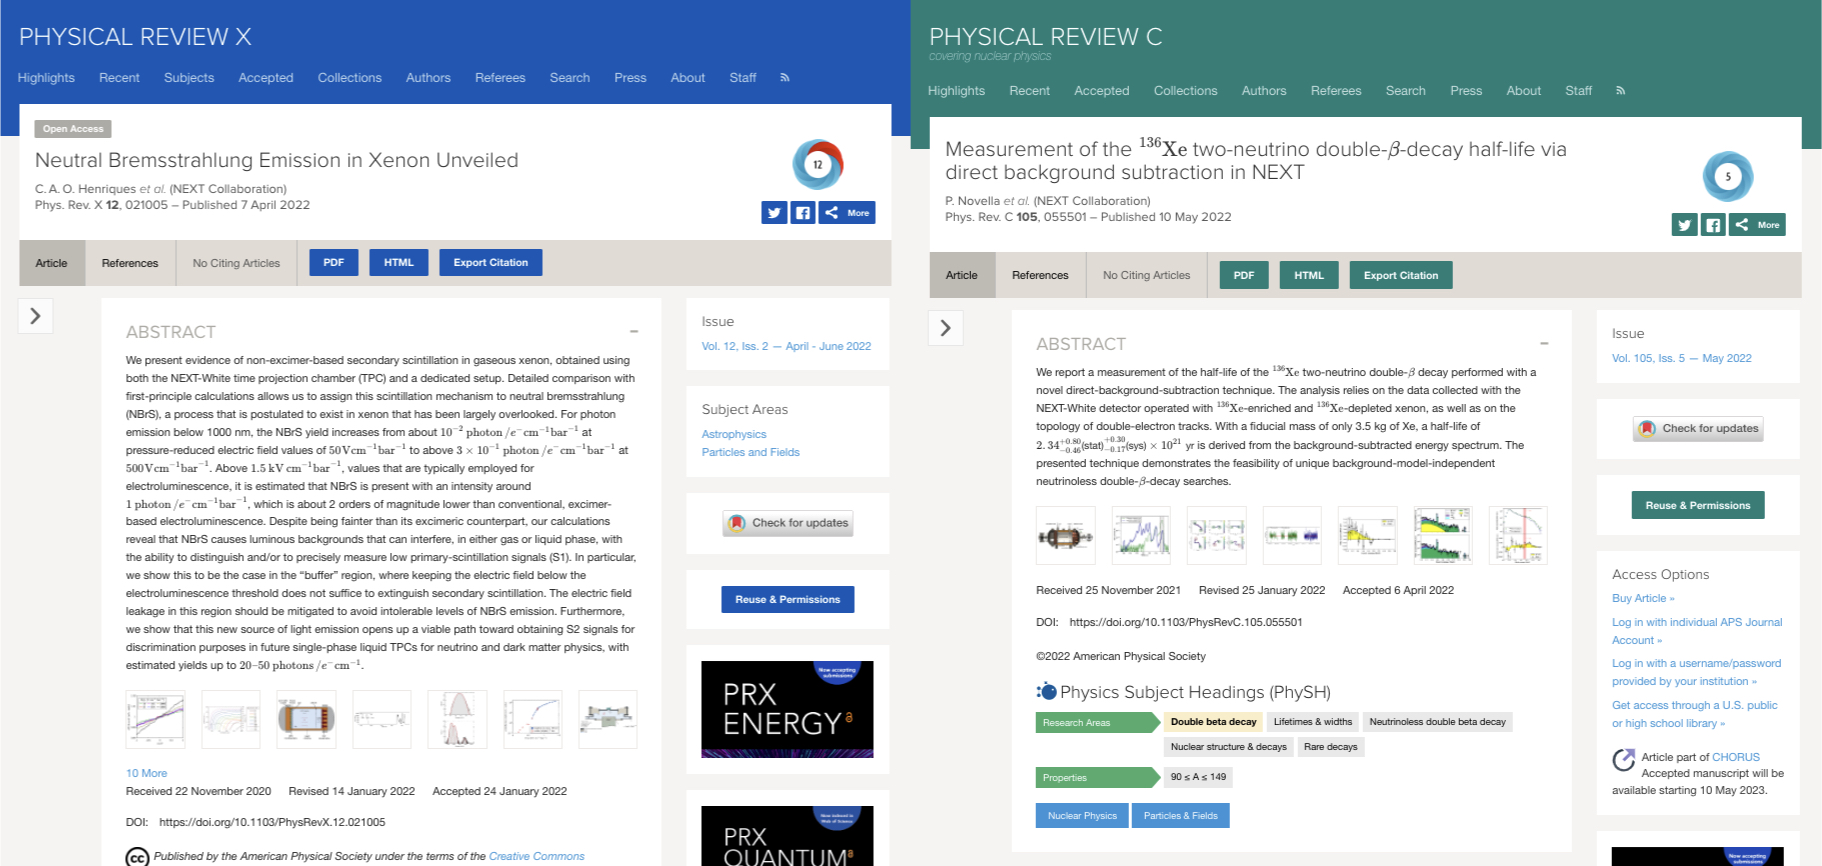 PHYSICAL REVIEW X
Highlights Recent Subjects Accepted Collections Authors Referees Search Press About Staff
Open Access
Neutral Bremsstrahlung Emission in Xenon Unveiled
12
C. A. O. Henriques et al. (NEXT Collaboration)
Phys. Rev. X 12, 021005 – Published 7 April 2022
More
Article References No Citing Articles PDF HTML Export Citation
ABSTRACT
We present evidence of non-excimer-based secondary scintillation in gaseous xenon, obtained using
both the NEXT-White time projection chamber (TPC) and a dedicated setup. Detailed comparison with
first-principle calculations allows us to assign this scintillation mechanism to neutral bremsstrahlung
(NBrS), a process that is postulated to exist in xenon that has been largely overlooked. For photon
emission below 1000 nm, the NBrS yield increases from about 10⁻² photon/e⁻ cm⁻¹ bar⁻¹ at
pressure-reduced electric field values of 50 V cm⁻¹ bar⁻¹ to above 3 × 10⁻¹ photon/e⁻ cm⁻¹ bar⁻¹ at
500 V cm⁻¹ bar⁻¹. Above 1.5 kV cm⁻¹ bar⁻¹, values that are typically employed for
electroluminescence, it is estimated that NBrS is present with an intensity around
1 photon/e⁻ cm⁻¹ bar⁻¹, which is about 2 orders of magnitude lower than conventional, excimer-
based electroluminescence. Despite being fainter than its excimeric counterpart, our calculations
reveal that NBrS causes luminous backgrounds that can interfere, in either gas or liquid phase, with
the ability to distinguish and/or to precisely measure low primary-scintillation signals (S1). In particular,
we show this to be the case in the “buffer” region, where keeping the electric field below the
electroluminescence threshold does not suffice to extinguish secondary scintillation. The electric field
leakage in this region should be mitigated to avoid intolerable levels of NBrS emission. Furthermore,
we show that this new source of light emission opens up a viable path toward obtaining S2 signals for
discrimination purposes in future single-phase liquid TPCs for neutrino and dark matter physics, with
estimated yields up to 20–50 photons/e⁻ cm⁻¹.
10 More
Received 22 November 2020 Revised 14 January 2022 Accepted 24 January 2022
DOI: https://doi.org/10.1103/PhysRevX.12.021005
cc Published by the American Physical Society under the terms of the Creative Commons
Issue
Vol. 12, Iss. 2 — April - June 2022
Subject Areas
Astrophysics
Particles and Fields
Check for updates
Reuse & Permissions
Now accepting
submissions
PRX
ENERGY
Now indexed in
Web of Science
PRX
QUANTUM
PHYSICAL REVIEW C
covering nuclear physics
Highlights Recent Accepted Collections Authors Referees Search Press About Staff
Measurement of the ¹³⁶Xe two-neutrino double-β-decay half-life via
direct background subtraction in NEXT
5
P. Novella et al. (NEXT Collaboration)
Phys. Rev. C 105, 055501 – Published 10 May 2022
More
Article References No Citing Articles PDF HTML Export Citation
ABSTRACT
We report a measurement of the half-life of the ¹³⁶Xe two-neutrino double-β decay performed with a
novel direct-background-subtraction technique. The analysis relies on the data collected with the
NEXT-White detector operated with ¹³⁶Xe-enriched and ¹³⁶Xe-depleted xenon, as well as on the
topology of double-electron tracks. With a fiducial mass of only 3.5 kg of Xe, a half-life of
2.34+0.80−0.46(stat)+0.30−0.17(sys) × 10²¹ yr is derived from the background-subtracted energy spectrum. The
presented technique demonstrates the feasibility of unique background-model-independent
neutrinoless double-β-decay searches.
Received 25 November 2021 Revised 25 January 2022 Accepted 6 April 2022
DOI: https://doi.org/10.1103/PhysRevC.105.055501
©2022 American Physical Society
Physics Subject Headings (PhySH)
Research Areas Double beta decay Lifetimes & widths Neutrinoless double beta decay
Nuclear structure & decays Rare decays
Properties 90 ≤ A ≤ 149
Nuclear Physics Particles & Fields
Issue
Vol. 105, Iss. 5 — May 2022
Check for updates
Reuse & Permissions
Access Options
Buy Article »
Log in with individual APS Journal
Account »
Log in with a username/password
provided by your institution »
Get access through a U.S. public
or high school library »
Article part of CHORUS
Accepted manuscript will be
available starting 10 May 2023.
Now accepting
submissions